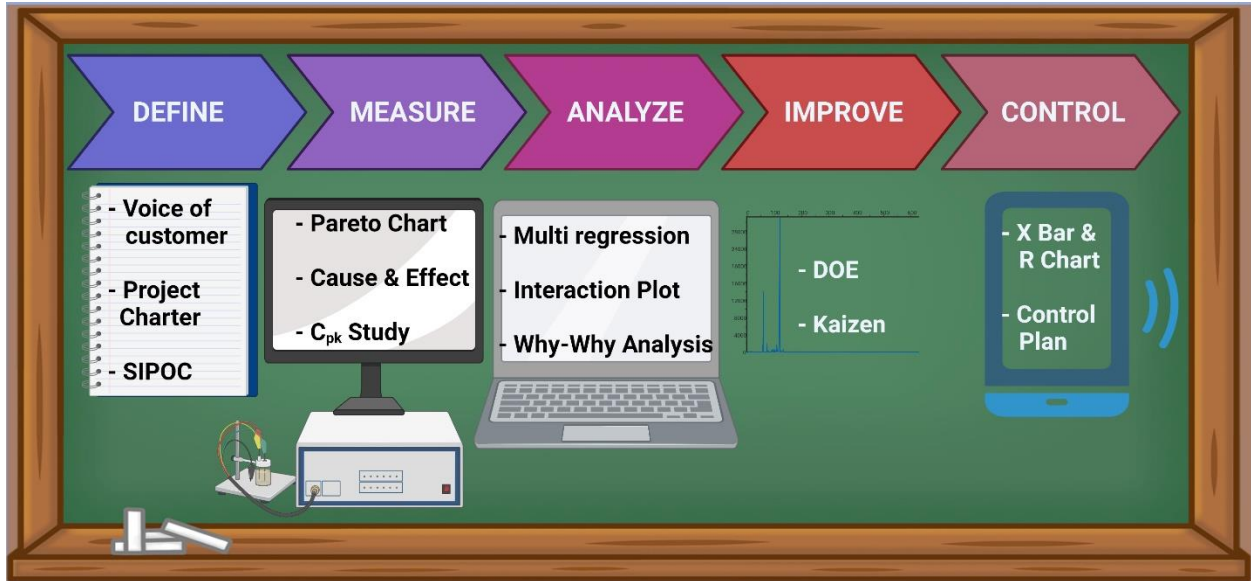 DEFINE
MEASURE
ANALYZE
IMPROVE
CONTROL
- Voice of
customer
- Project
Charter
- SIPOC
- Pareto Chart
- Cause & Effect
- Cpk Study
- Multi regression
- Interaction Plot
- Why-Why Analysis
- DOE
- Kaizen
- X Bar &
R Chart
- Control
Plan